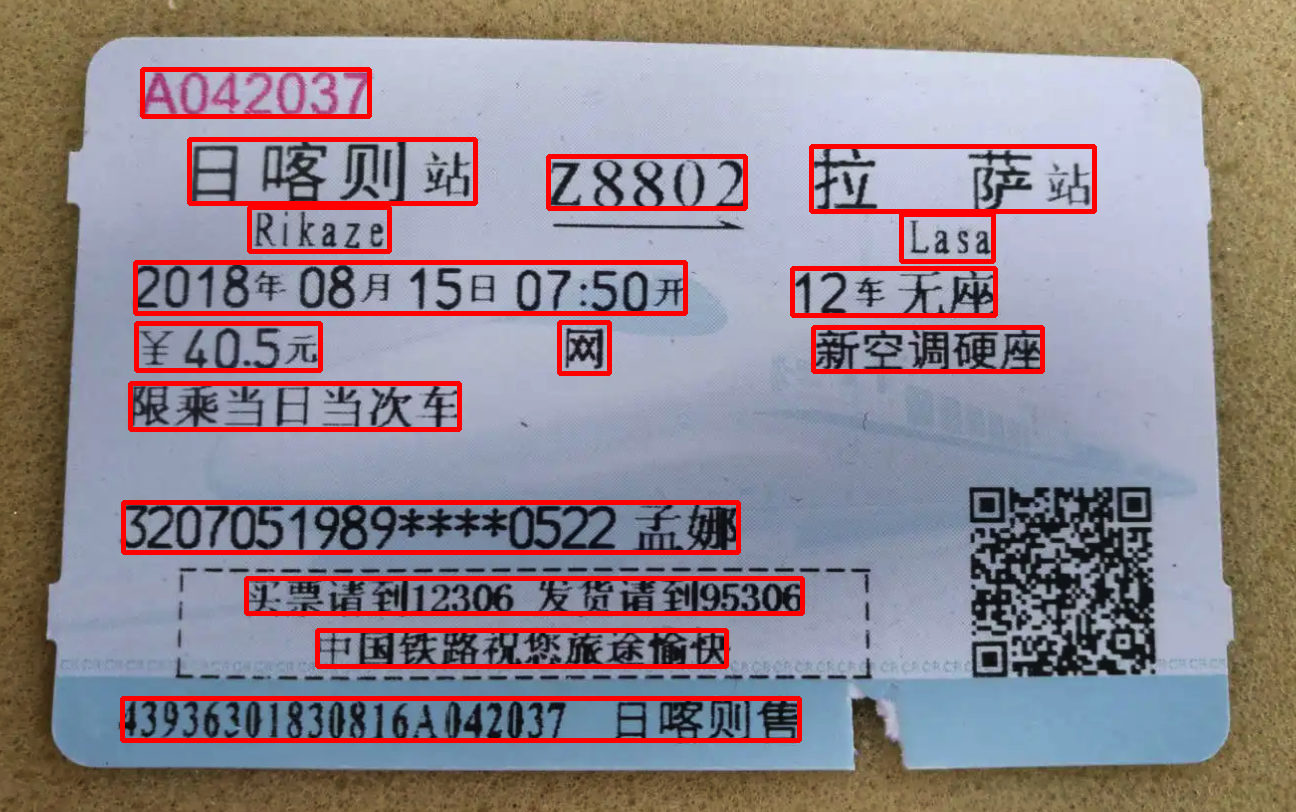 A042037
日喀则站 Z8802 拉萨站
Rikaze Lasa
2018年08月15日07:50开 12车无座
￥40.5元 网 新空调硬座
限乘当日当次车
3207051989****0522 孟娜
买票请到12306 发货请到95306
中国铁路祝您旅途愉快
43936301830816A042037 日喀则售